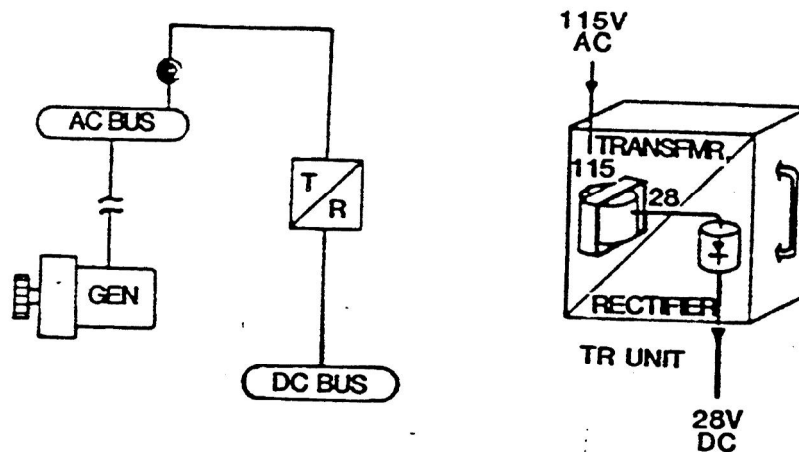 AC BUS
GEN
T
R
DC BUS
115V
AC
TRANSFMR.
115
28
RECTIFIER
TR UNIT
28V
DC